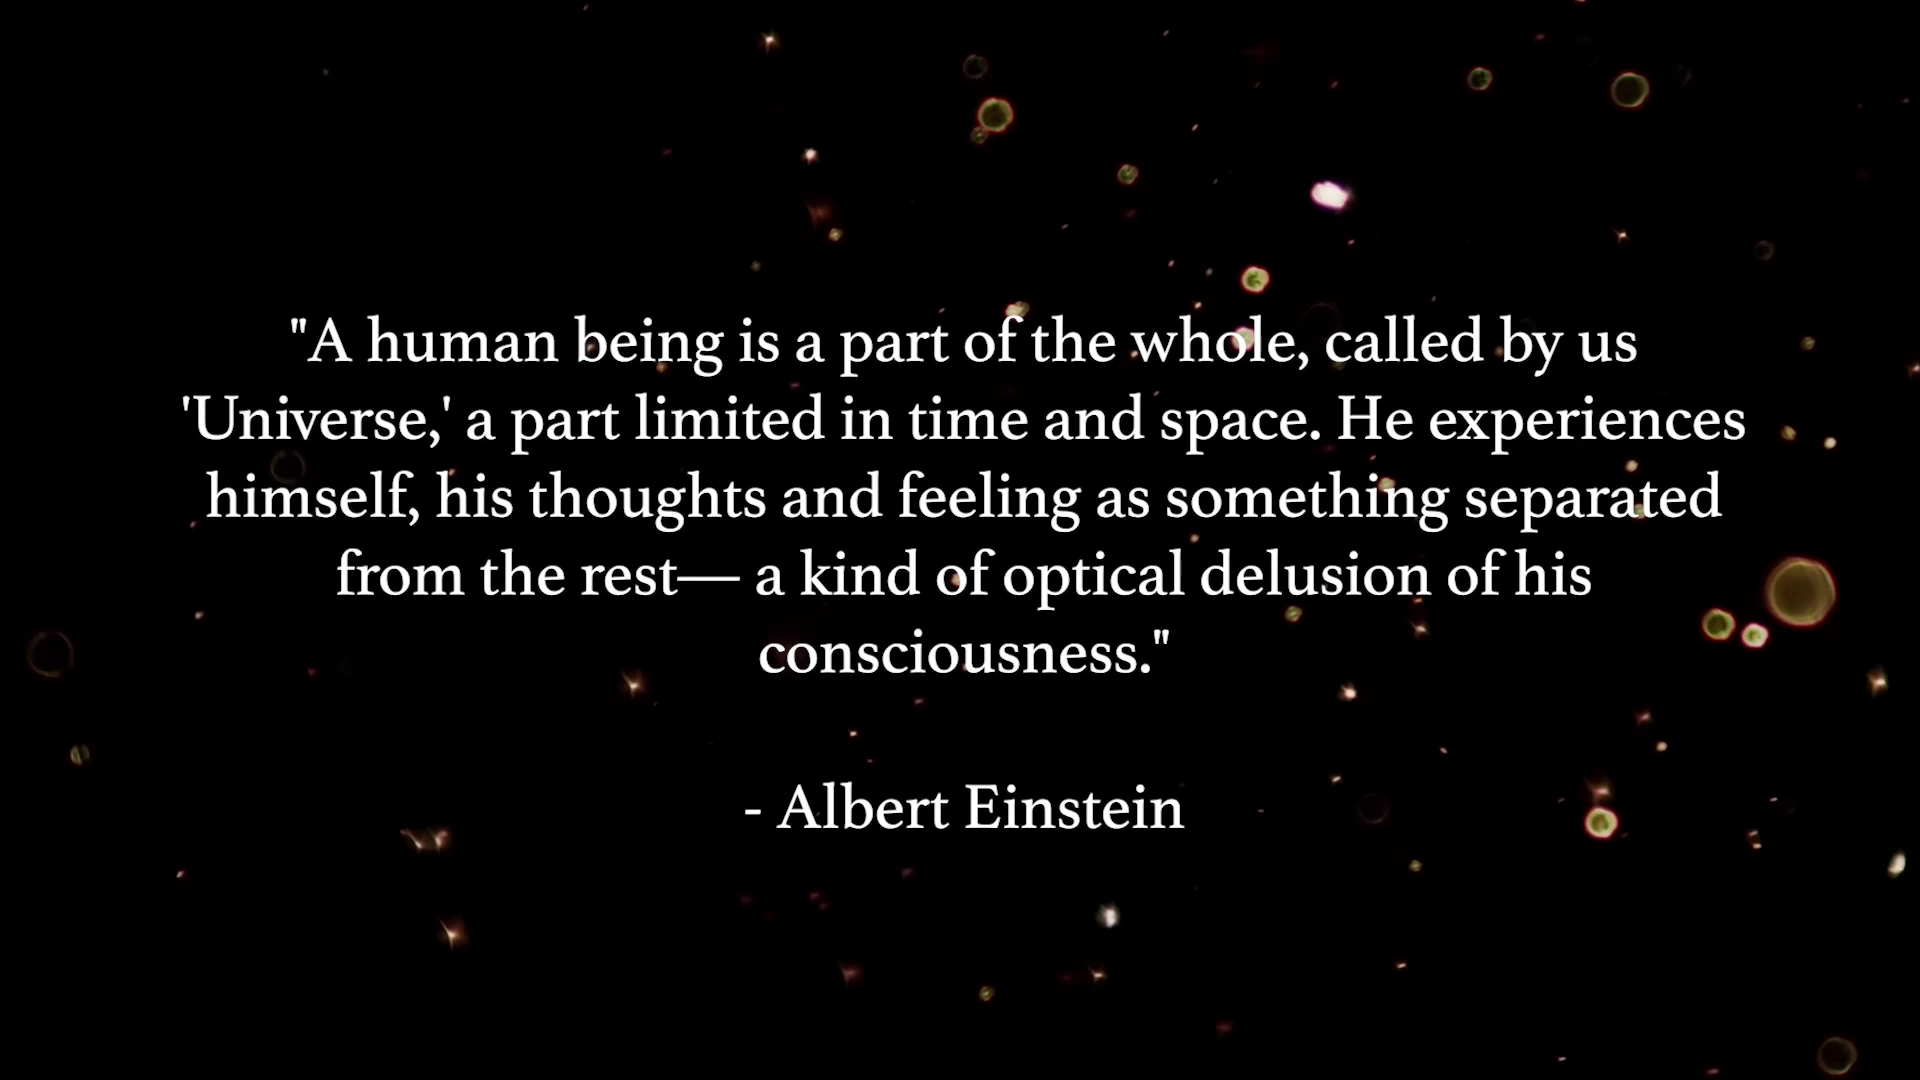 "A human being is a part of the whole, called by us
'Universe,' a part limited in time and space. He experiences
himself, his thoughts and feeling as something separated
from the rest— a kind of optical delusion of his
consciousness."
- Albert Einstein